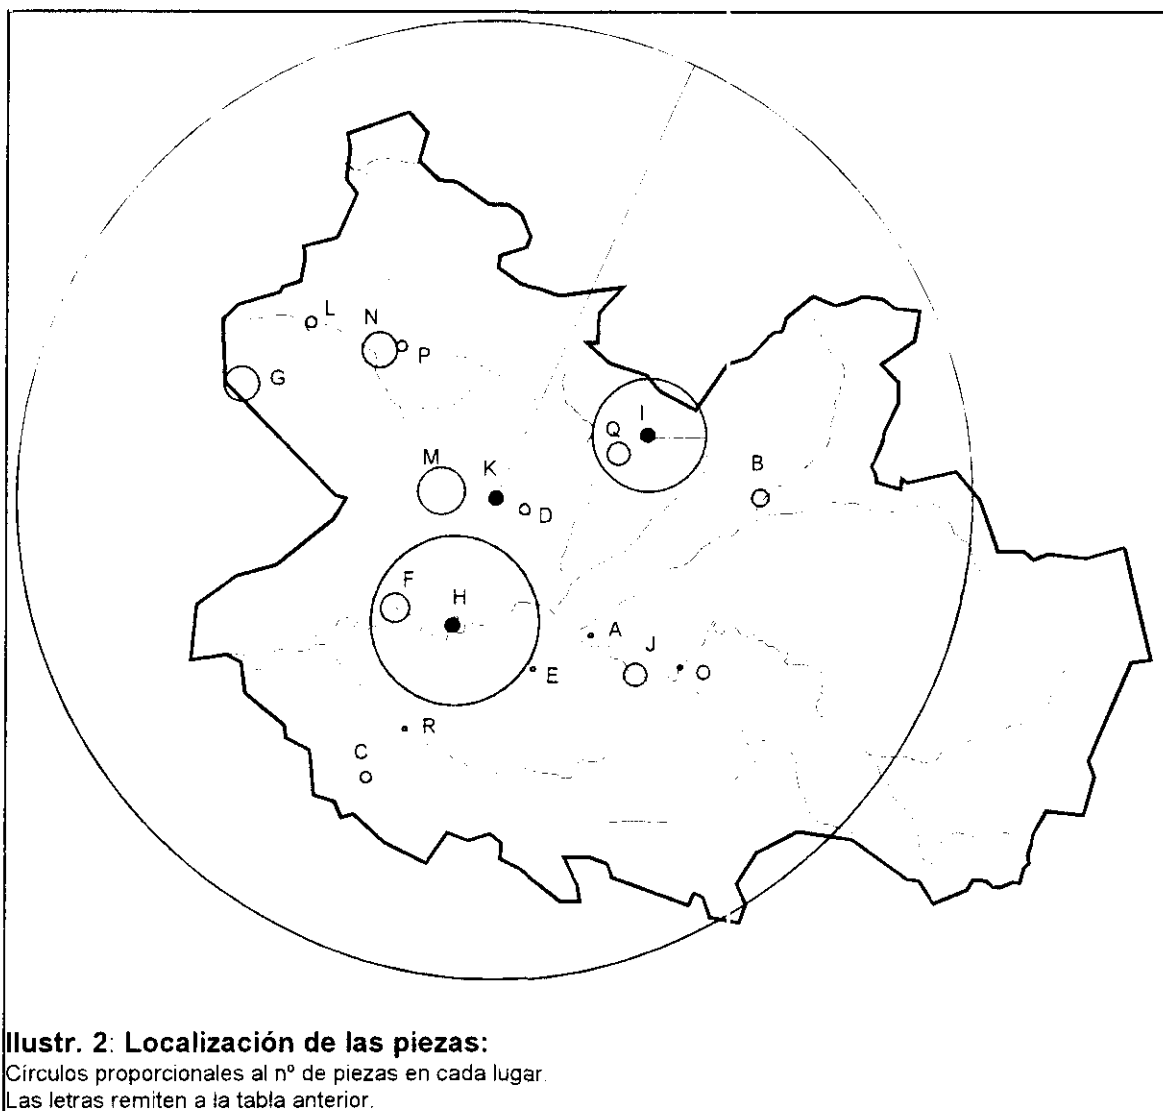 L
N
P
G
I
Q
M
K
B
D
F
H
A
J
E
R
C
Ilustr. 2: Localización de las piezas:
Círculos proporcionales al nº de piezas en cada lugar.
Las letras remiten a la tabla anterior.